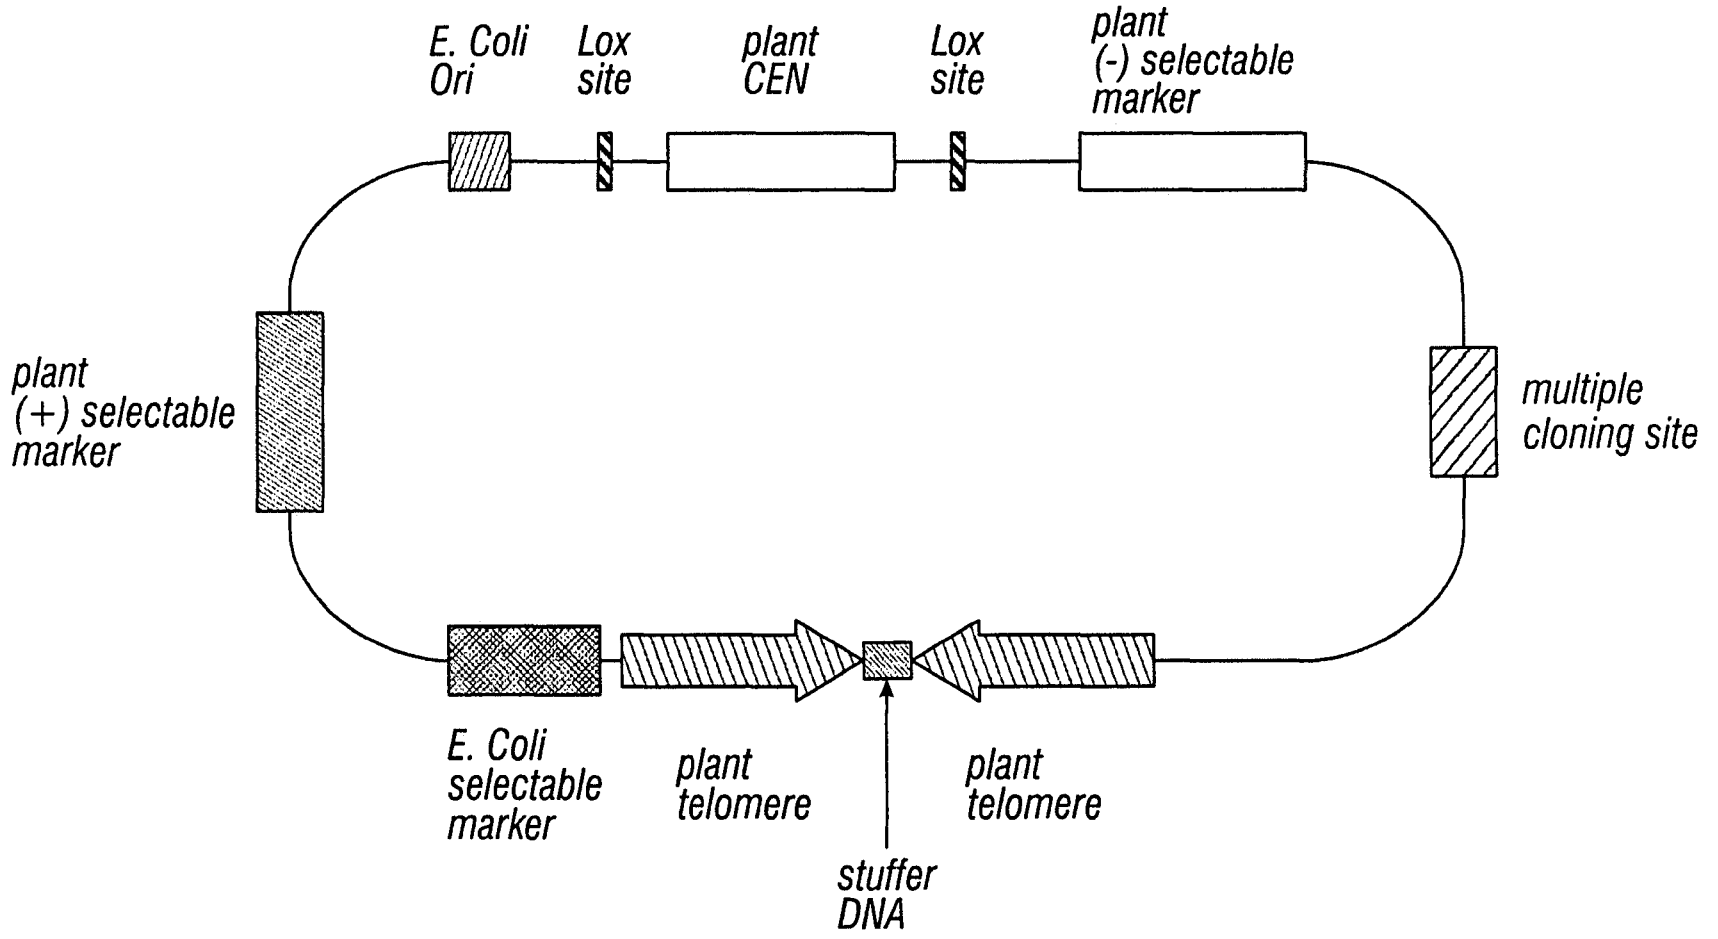 E. Coli
Ori
Lox
site
plant
CEN
Lox
site
plant
(-) selectable
marker
plant
(+) selectable
marker
multiple
cloning site
E. Coli
selectable
marker
plant
telomere
plant
telomere
stuffer
DNA